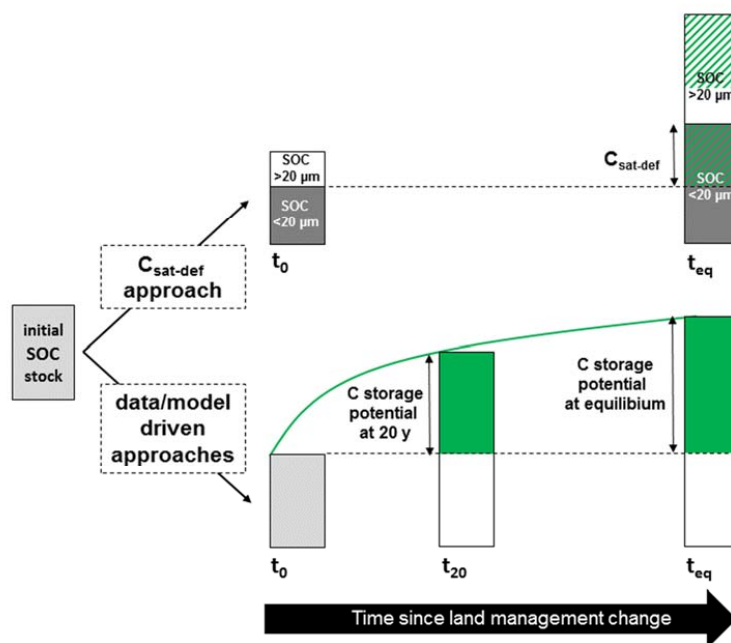 SOC
>20 µm
SOC
>20 µm
SOC
<20 µm
Csat-def
SOC
<20 µm
t0
teq
Csat-def
approach
initial
SOC
stock
data/model
driven
approaches
C storage
potential
at 20 y
C storage
potential
at equilibium
t0
t20
teq
Time since land management change